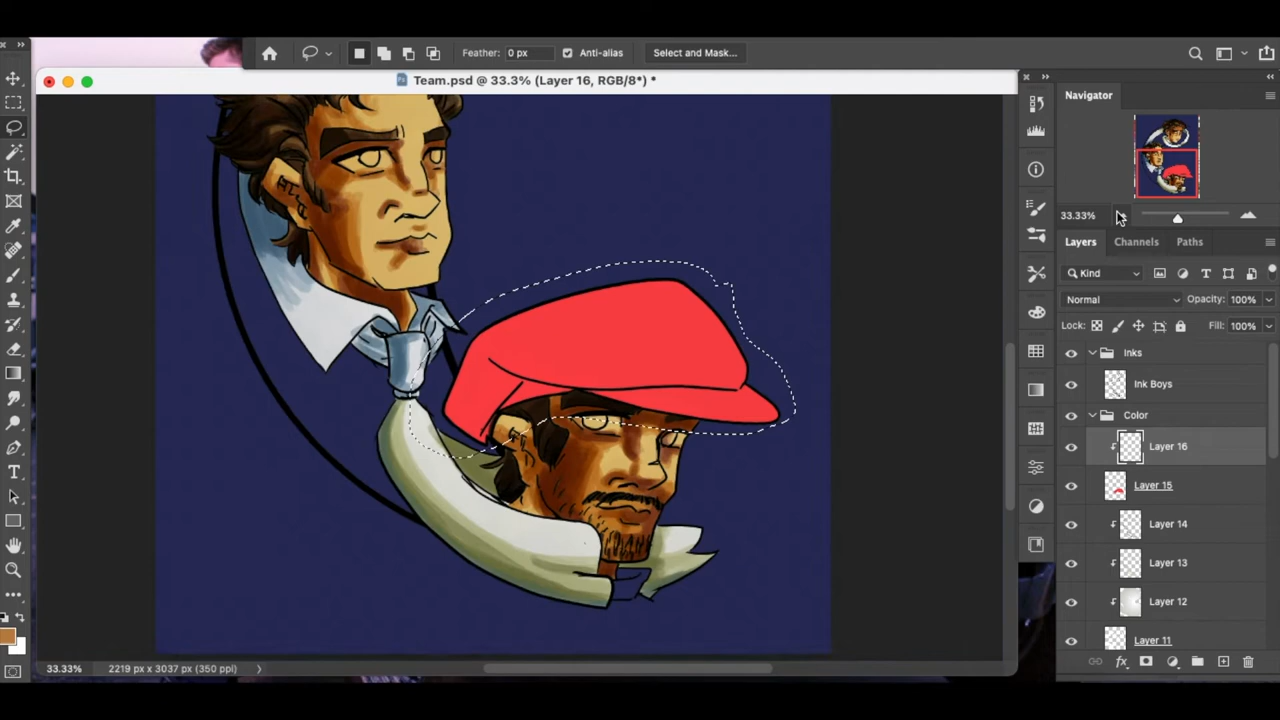 Feather: 0 px Anti-alias Select and Mask...
Team.psd @ 33.3% (Layer 16, RGB/8*) *
Navigator
33.33%
Layers Channels Paths
Kind
Normal Opacity: 100%
Lock: Fill: 100%
Inks
Ink Boys
Color
Layer 16
Layer 15
Layer 14
Layer 13
Layer 12
Layer 11
33.33% 2219 px x 3037 px (350 ppi)